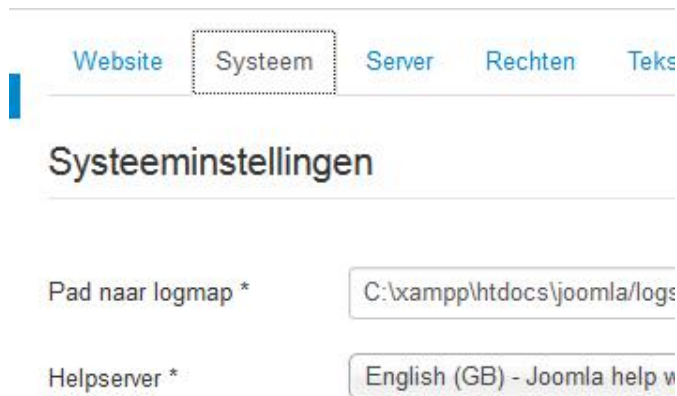 Website Systeem Server Rechten
Systeeminstellingen
Pad naar logmap * C:\xampp\htdocs\joomla/logs
Helpserver * English (GB) - Joomla help